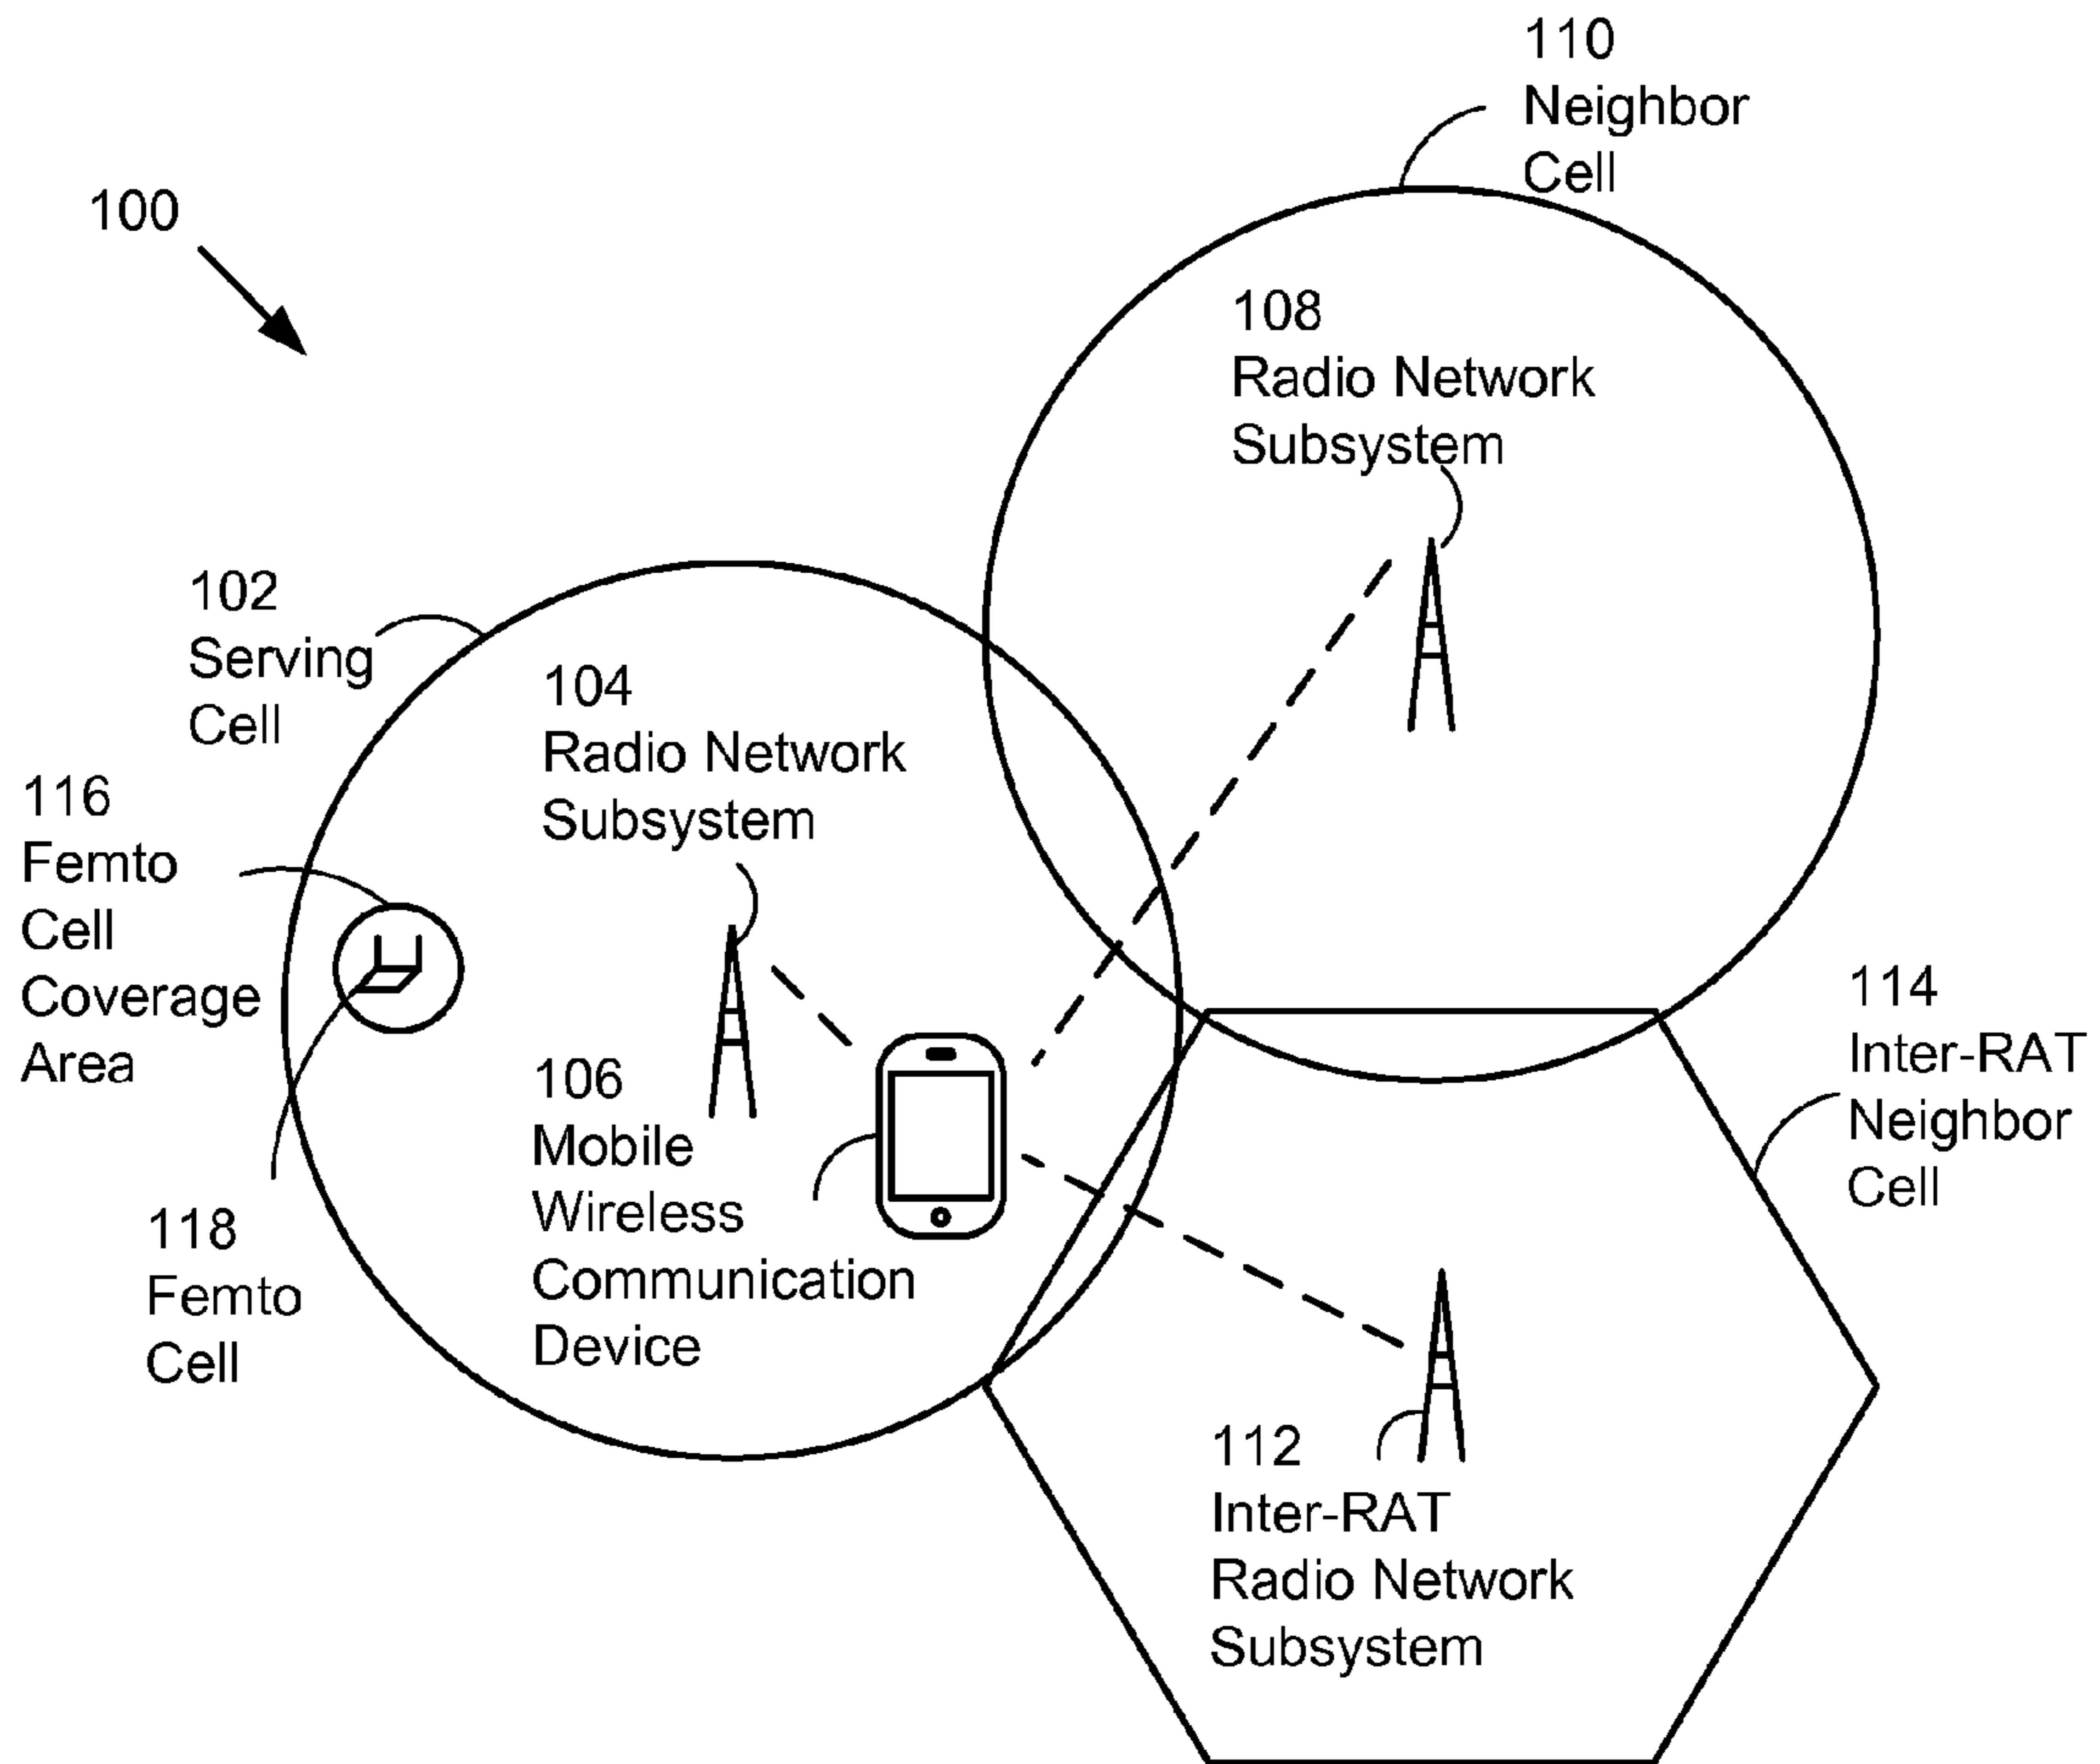 110
Neighbor
Cell
100
108
Radio Network
Subsystem
102
Serving
Cell
104
Radio Network
Subsystem
116
Femto
Cell
Coverage
Area
114
Inter-RAT
Neighbor
Cell
106
Mobile
Wireless
Communication
Device
118
Femto
Cell
112
Inter-RAT
Radio Network
Subsystem